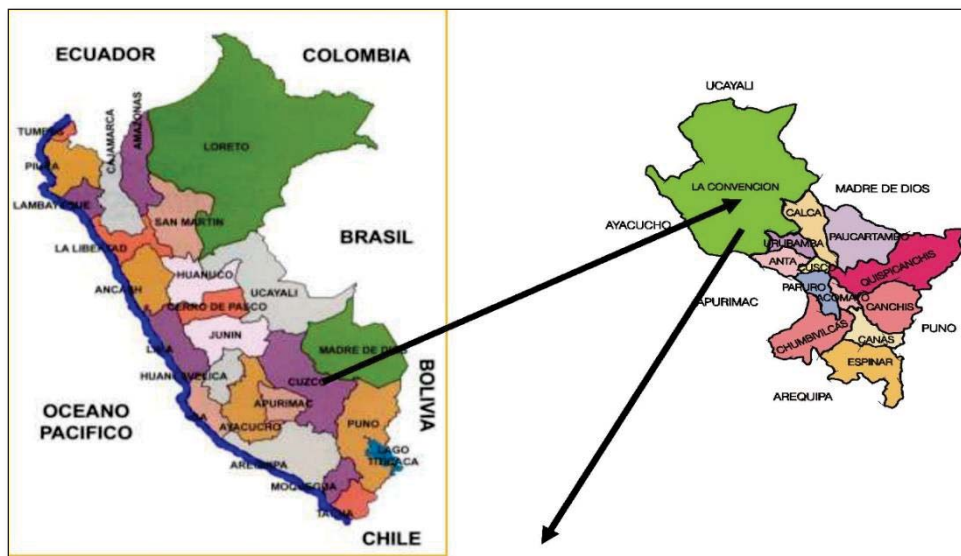 ECUADOR
COLOMBIA
TUMBES
PIURA
LAMBAYEQUE
CAJAMARCA
AMAZONAS
LORETO
SAN MARTIN
LA LIBERTAD
ANCASH
HUANUCO
CERRO DE PASCO
UCAYALI
BRASIL
LIMA
JUNIN
MADRE DE DIOS
HUANCAVELICA
CUZCO
BOLIVIA
OCEANO
PACIFICO
APURIMAC
AYACUCHO
PUNO
LAGO
TITICACA
AREQUIPA
MOQUEGUA
TACNA
CHILE
UCAYALI
LA CONVENCION
MADRE DE DIOS
AYACUCHO
CALCA
PAUCARTAMBO
URUBAMBA
ANTA
CUSCO
QUISPICANCHIS
PARURO
ACOMAYO
APURIMAC
CANCHIS
CHUMBIVILCAS
CANAS
PUNO
ESPINAR
AREQUIPA